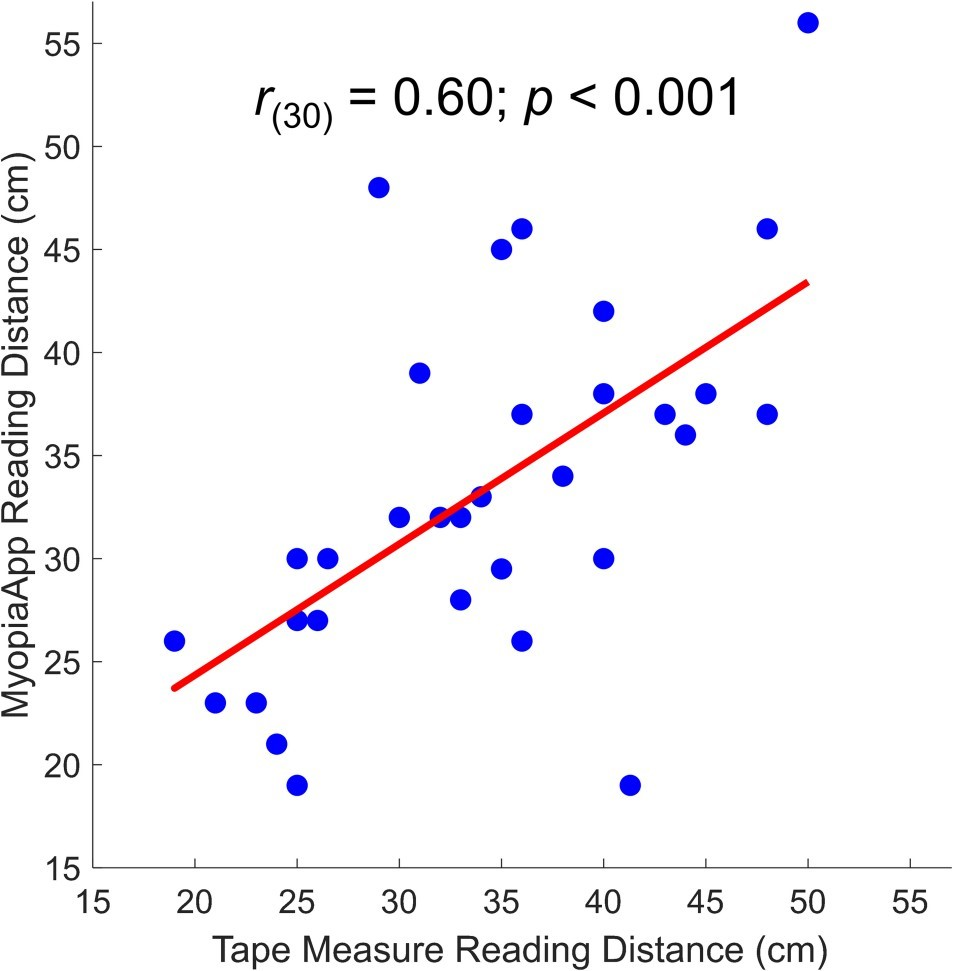 r(30) = 0.60; p < 0.001
MyopiaApp Reading Distance (cm)
55
50
45
40
35
30
25
20
15
15 20 25 30 35 40 45 50 55
Tape Measure Reading Distance (cm)